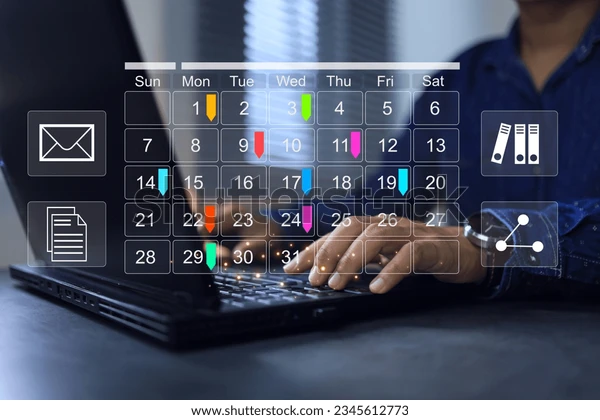 Sun Mon Tue Wed Thu Fri Sat
1 2 3 4 5 6
7 8 9 10 11 12 13
14 15 16 17 18 19 20
21 22 23 24 25 26 27
28 29 30 31
shutterstock
shutterstock.com · 2345612773